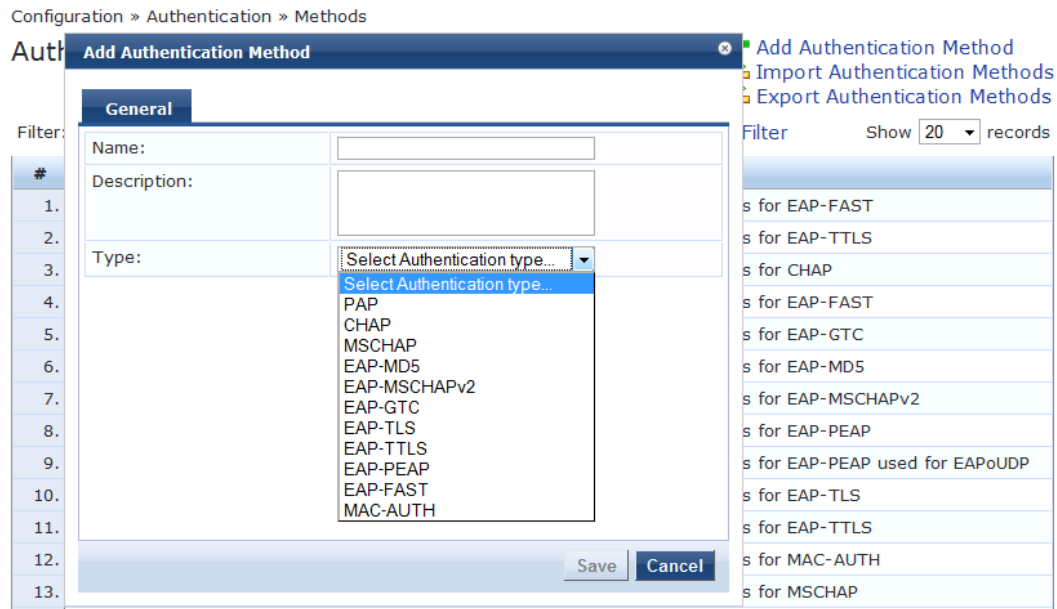 Configuration » Authentication » Methods
Add Authentication Method
Add Authentication Method
Import Authentication Methods
Export Authentication Methods
General
Filter:
Filter
Show 20 records
Name:
Description:
Type:
Select Authentication type...
Select Authentication type...
PAP
CHAP
MSCHAP
EAP-MD5
EAP-MSCHAPv2
EAP-GTC
EAP-TLS
EAP-TTLS
EAP-PEAP
EAP-FAST
MAC-AUTH
Save Cancel
#
1. s for EAP-FAST
2. s for EAP-TTLS
3. s for CHAP
4. s for EAP-FAST
5. s for EAP-GTC
6. s for EAP-MD5
7. s for EAP-MSCHAPv2
8. s for EAP-PEAP
9. s for EAP-PEAP used for EAPoUDP
10. s for EAP-TLS
11. s for EAP-TTLS
12. s for MAC-AUTH
13. s for MSCHAP